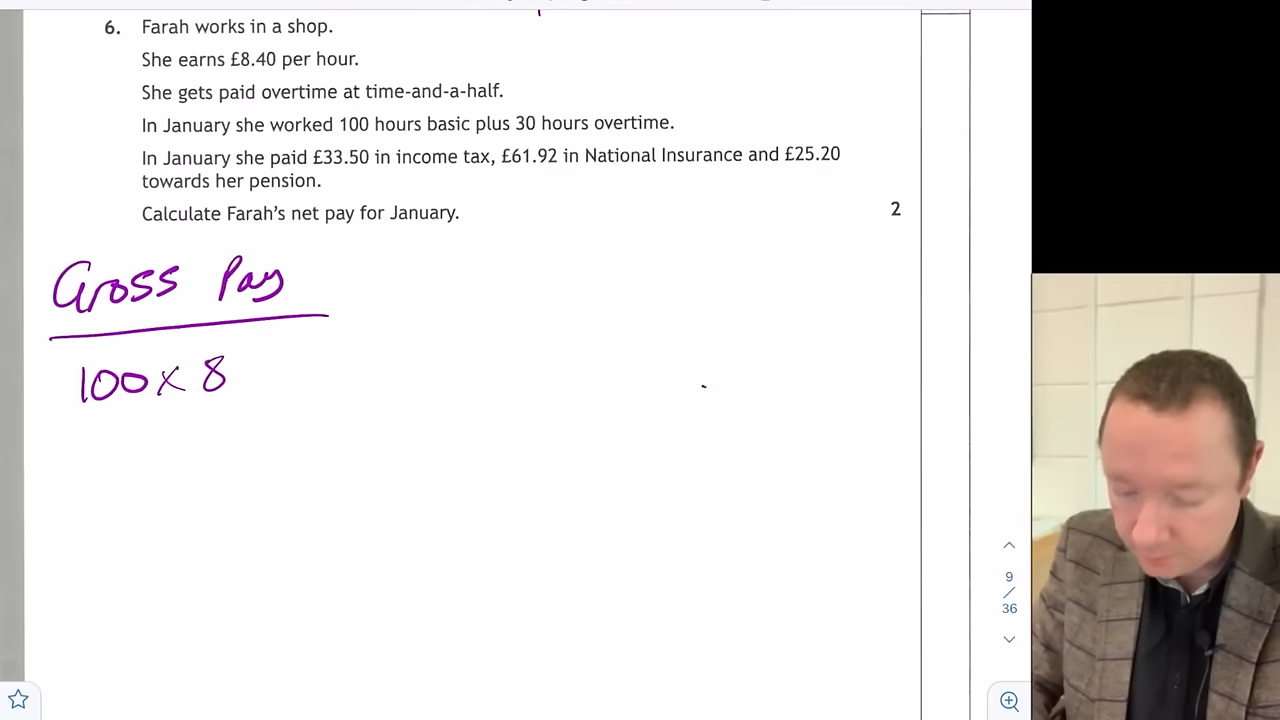 6. Farah works in a shop.
She earns £8.40 per hour.
She gets paid overtime at time-and-a-half.
In January she worked 100 hours basic plus 30 hours overtime.
In January she paid £33.50 in income tax, £61.92 in National Insurance and £25.20
towards her pension.
Calculate Farah's net pay for January. 2
Gross Pay
100 x 8
9
/
36